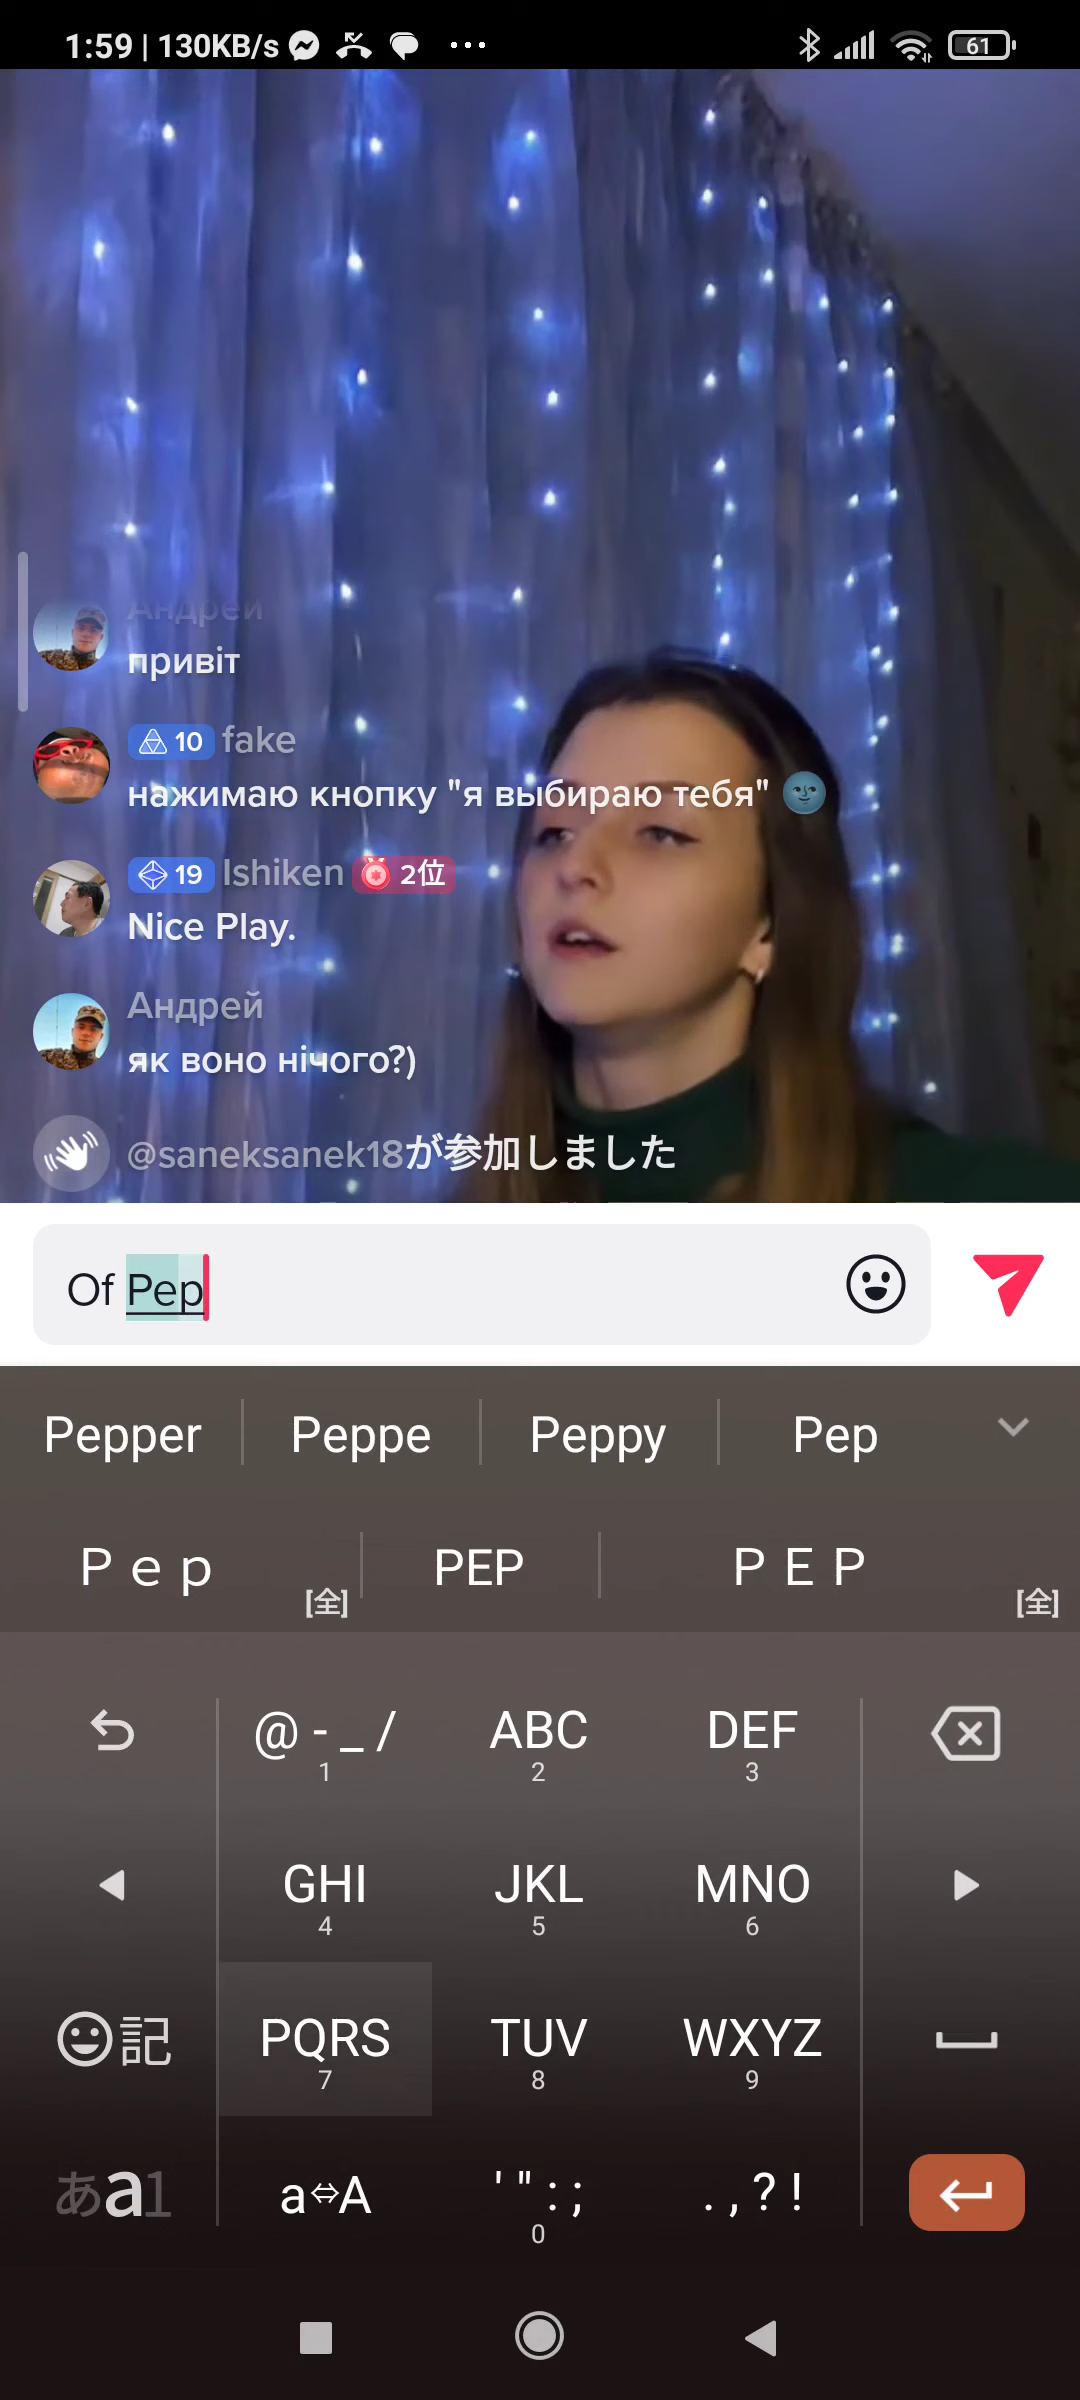 1:59 | 130KB/s
61
Андрей
привіт
10 fake
нажимаю кнопку "я выбираю тебя" 🌚
19 Ishiken 2位
Nice Play.
Андрей
як воно нічого?)
@saneksanek18が参加しました
Of Pep
Pepper Peppe Peppy Pep
Ｐｅｐ [全] PEP ＰＥＰ [全]
@-_/ ABC DEF
1 2 3
GHI JKL MNO
4 5 6
記 PQRS TUV WXYZ
7 8 9
あa1 a⇔A '":; .,?!
0